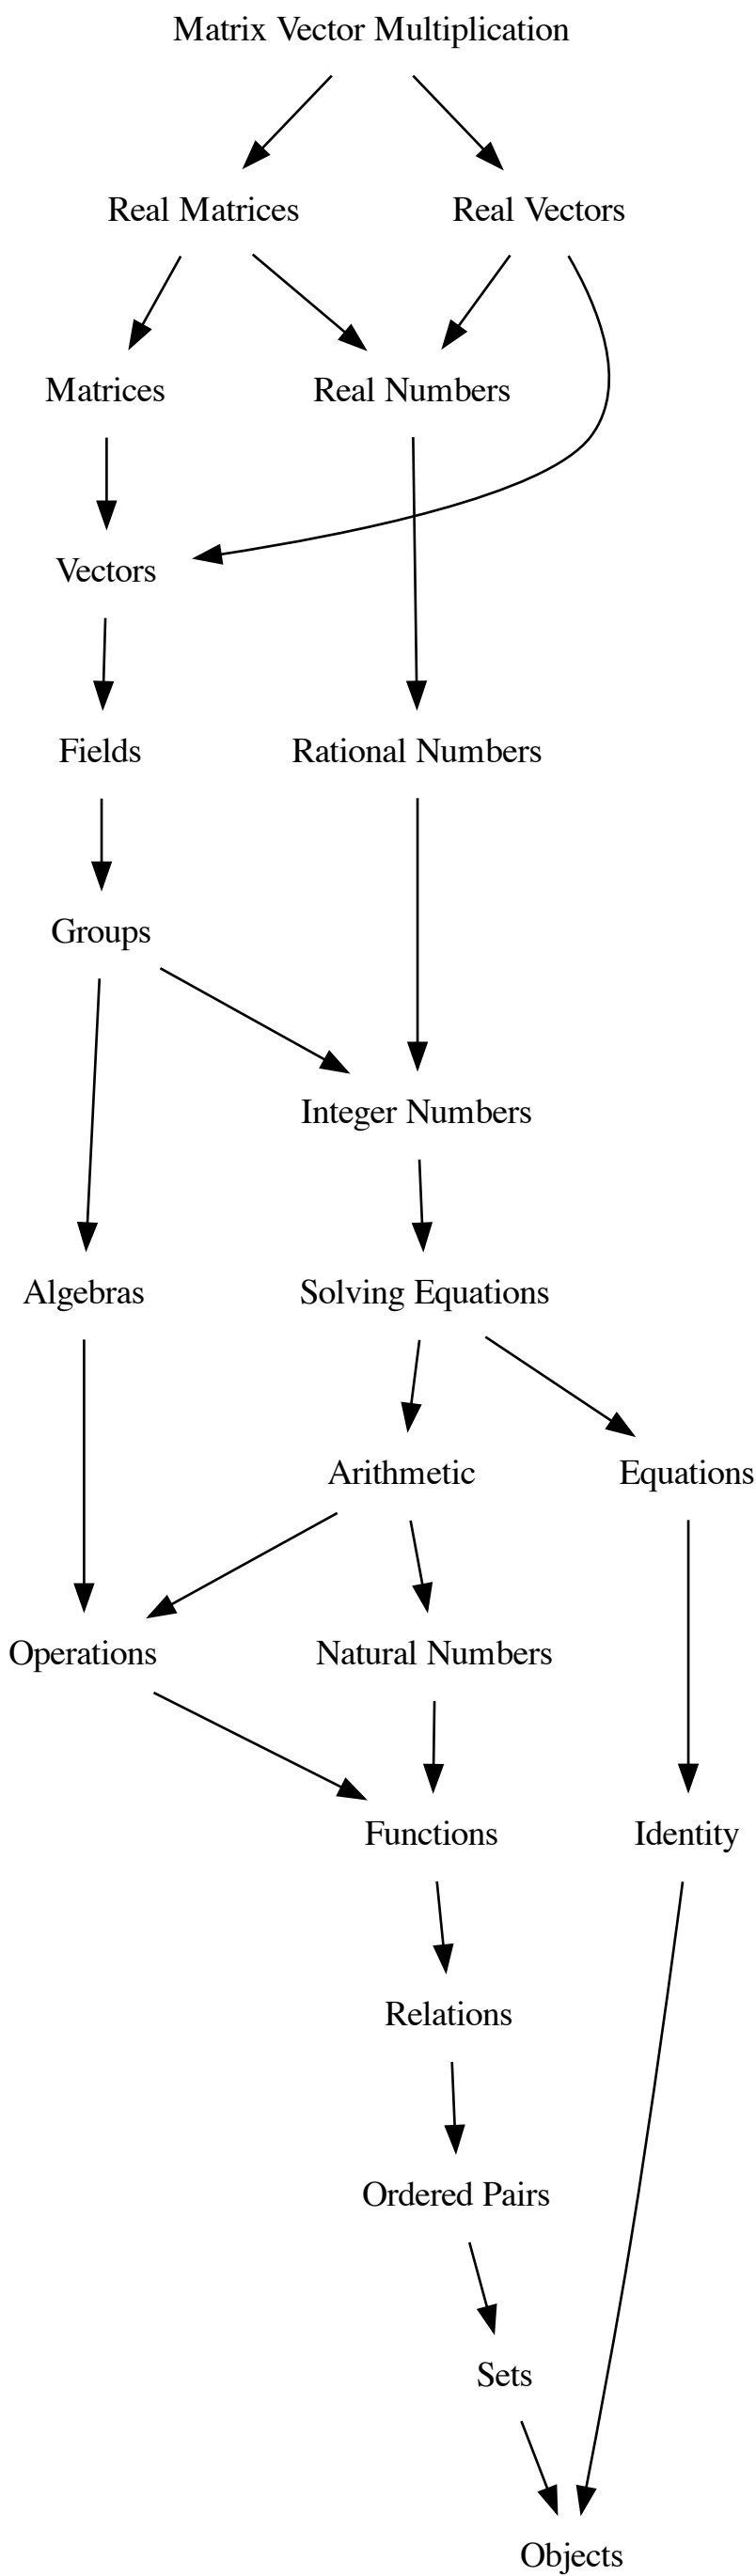 Matrix Vector Multiplication
Real Matrices
Real Vectors
Matrices
Real Numbers
Vectors
Fields
Rational Numbers
Groups
Integer Numbers
Algebras
Solving Equations
Arithmetic
Equations
Operations
Natural Numbers
Functions
Identity
Relations
Ordered Pairs
Sets
Objects